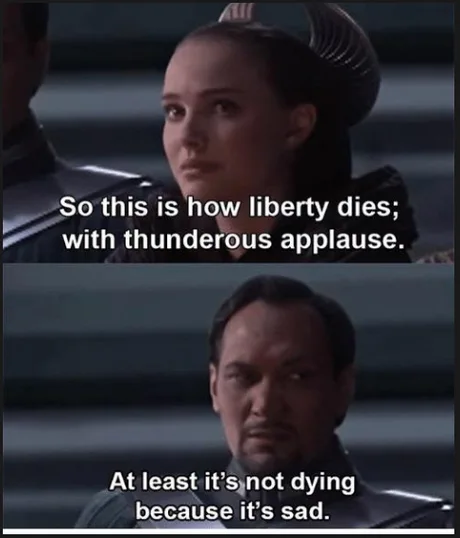 So this is how liberty dies;
with thunderous applause.
At least it's not dying
because it's sad.